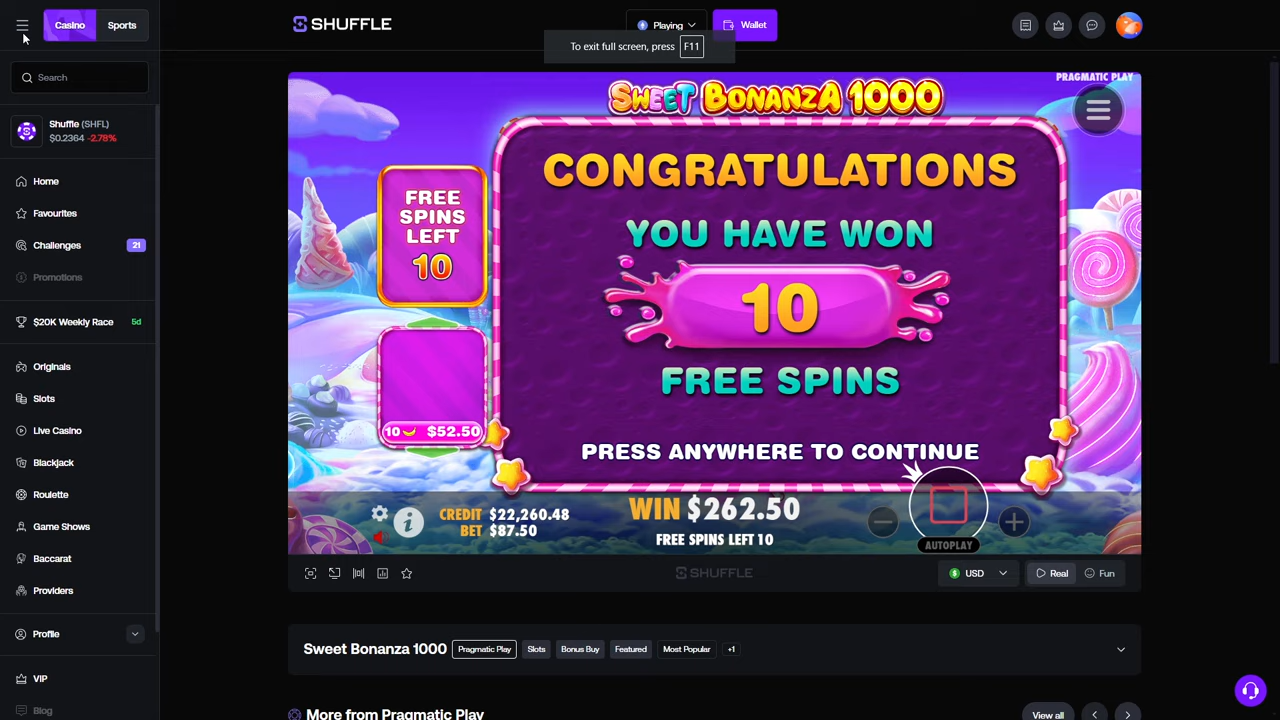 Casino
Sports
SHUFFLE
Playing
Wallet
To exit full screen, press F11
Search
Shuffle (SHFL)
$0.2364 -2.78%
Home
Favourites
Challenges 21
Promotions
$20K Weekly Race 5d
Originals
Slots
Live Casino
Blackjack
Roulette
Game Shows
Baccarat
Providers
Profile
VIP
Blog
PRAGMATIC PLAY
SWEET BONANZA 1000
FREE
SPINS
LEFT
10
10 $52.50
CONGRATULATIONS
YOU HAVE WON
10
FREE SPINS
PRESS ANYWHERE TO CONTINUE
CREDIT $22,260.48
BET $87.50
WIN $262.50
FREE SPINS LEFT 10
AUTOPLAY
SHUFFLE
USD
Real
Fun
Sweet Bonanza 1000
Pragmatic Play
Slots
Bonus Buy
Featured
Most Popular
+1
More from Pragmatic Play
View all